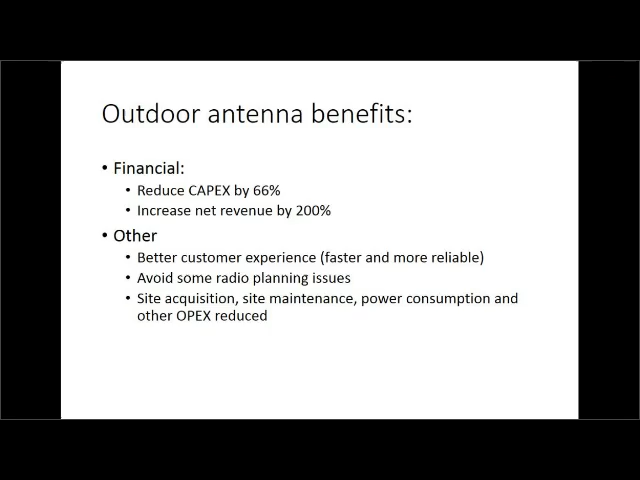 Outdoor antenna benefits:
• Financial:
• Reduce CAPEX by 66%
• Increase net revenue by 200%
• Other
• Better customer experience (faster and more reliable)
• Avoid some radio planning issues
• Site acquisition, site maintenance, power consumption and
other OPEX reduced